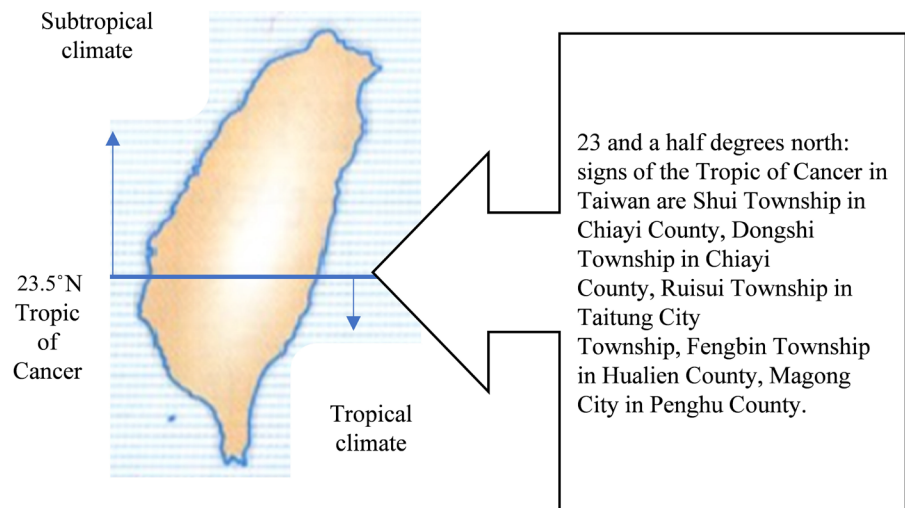 Subtropical
climate
23.5˚N
Tropic
of
Cancer
Tropical
climate
23 and a half degrees north:
signs of the Tropic of Cancer in
Taiwan are Shui Township in
Chiayi County, Dongshi
Township in Chiayi
County, Ruisui Township in
Taitung City
Township, Fengbin Township
in Hualien County, Magong
City in Penghu County.